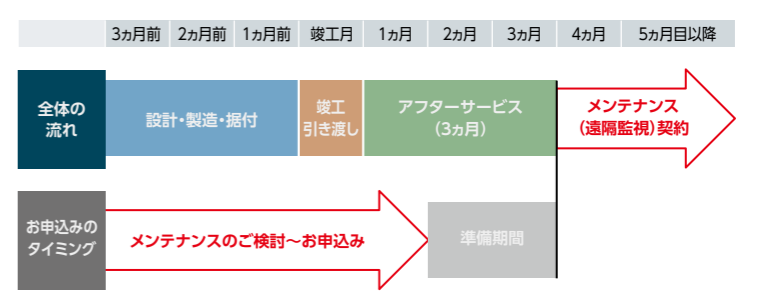 3ヵ月前 2ヵ月前 1ヵ月前 竣工月 1ヵ月 2ヵ月 3ヵ月 4ヵ月 5ヵ月目以降
全体の
流れ
設計・製造・据付
竣工
引き渡し
アフターサービス
(3ヵ月)
メンテナンス
(遠隔監視)契約
お申込みの
タイミング
メンテナンスのご検討～お申込み
準備期間